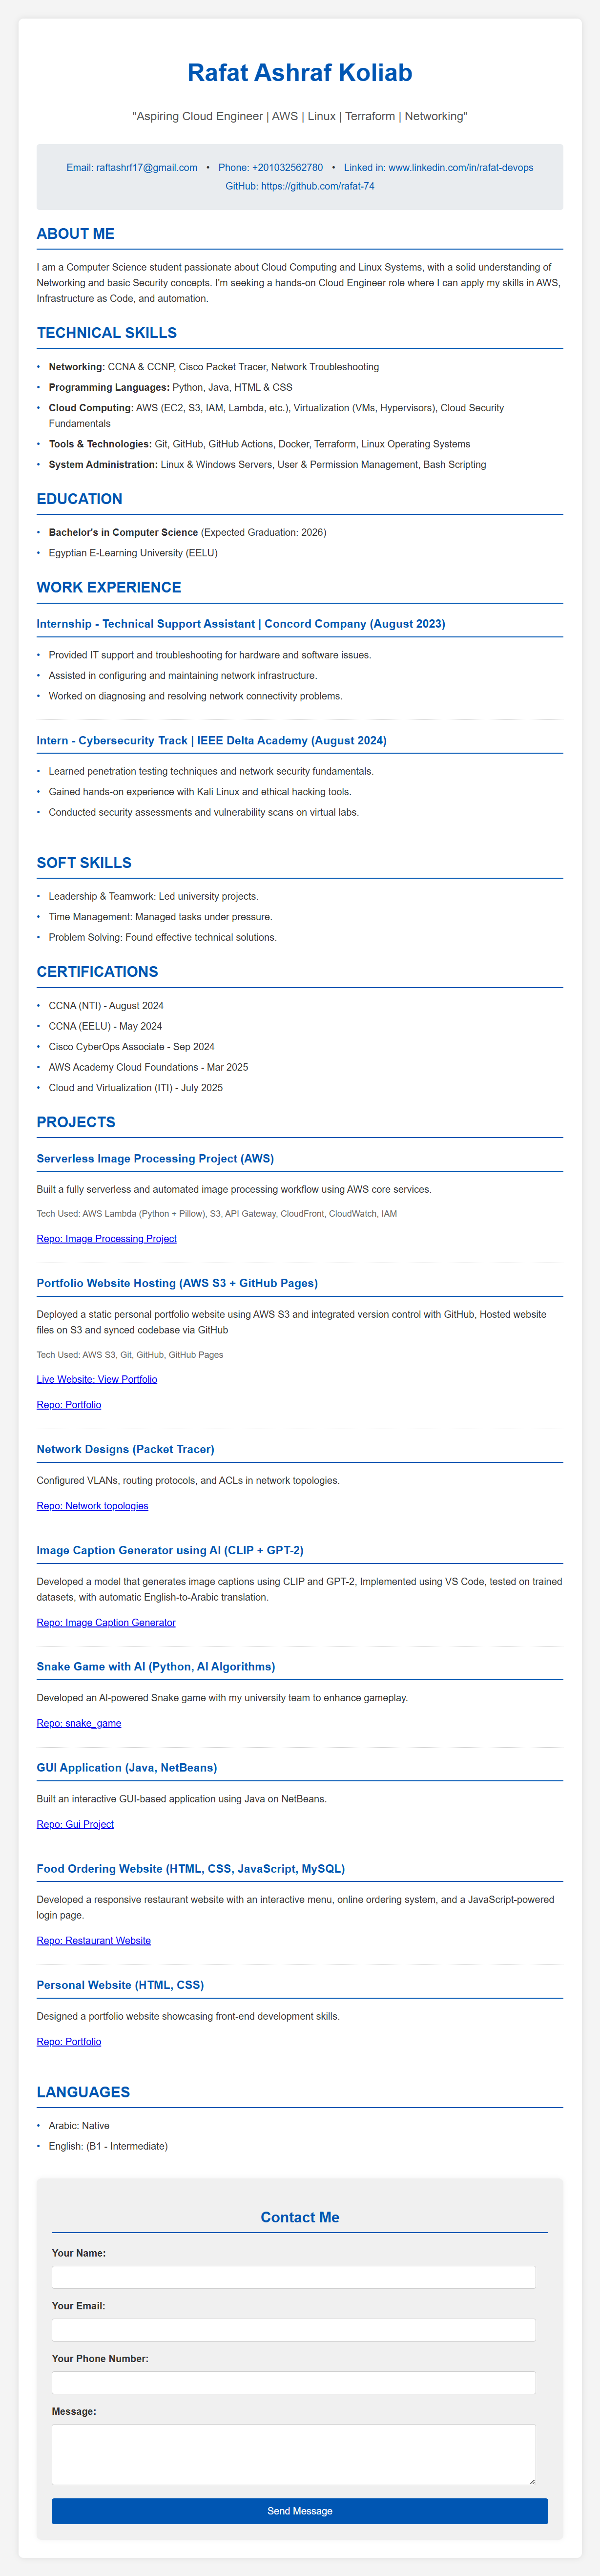 Rafat Ashraf Koliab
"Aspiring Cloud Engineer | AWS | Linux | Terraform | Networking"
Email: raftashrf17@gmail.com • Phone: +201032562780 • Linked in: www.linkedin.com/in/rafat-devops
GitHub: https://github.com/rafat-74
ABOUT ME
I am a Computer Science student passionate about Cloud Computing and Linux Systems, with a solid understanding of
Networking and basic Security concepts. I'm seeking a hands-on Cloud Engineer role where I can apply my skills in AWS,
Infrastructure as Code, and automation.
TECHNICAL SKILLS
• Networking: CCNA & CCNP, Cisco Packet Tracer, Network Troubleshooting
• Programming Languages: Python, Java, HTML & CSS
• Cloud Computing: AWS (EC2, S3, IAM, Lambda, etc.), Virtualization (VMs, Hypervisors), Cloud Security
Fundamentals
• Tools & Technologies: Git, GitHub, GitHub Actions, Docker, Terraform, Linux Operating Systems
• System Administration: Linux & Windows Servers, User & Permission Management, Bash Scripting
EDUCATION
• Bachelor's in Computer Science (Expected Graduation: 2026)
• Egyptian E-Learning University (EELU)
WORK EXPERIENCE
Internship - Technical Support Assistant | Concord Company (August 2023)
• Provided IT support and troubleshooting for hardware and software issues.
• Assisted in configuring and maintaining network infrastructure.
• Worked on diagnosing and resolving network connectivity problems.
Intern - Cybersecurity Track | IEEE Delta Academy (August 2024)
• Learned penetration testing techniques and network security fundamentals.
• Gained hands-on experience with Kali Linux and ethical hacking tools.
• Conducted security assessments and vulnerability scans on virtual labs.
SOFT SKILLS
• Leadership & Teamwork: Led university projects.
• Time Management: Managed tasks under pressure.
• Problem Solving: Found effective technical solutions.
CERTIFICATIONS
• CCNA (NTI) - August 2024
• CCNA (EELU) - May 2024
• Cisco CyberOps Associate - Sep 2024
• AWS Academy Cloud Foundations - Mar 2025
• Cloud and Virtualization (ITI) - July 2025
PROJECTS
Serverless Image Processing Project (AWS)
Built a fully serverless and automated image processing workflow using AWS core services.
Tech Used: AWS Lambda (Python + Pillow), S3, API Gateway, CloudFront, CloudWatch, IAM
Repo: Image Processing Project
Portfolio Website Hosting (AWS S3 + GitHub Pages)
Deployed a static personal portfolio website using AWS S3 and integrated version control with GitHub, Hosted website
files on S3 and synced codebase via GitHub
Tech Used: AWS S3, Git, GitHub, GitHub Pages
Live Website: View Portfolio
Repo: Portfolio
Network Designs (Packet Tracer)
Configured VLANs, routing protocols, and ACLs in network topologies.
Repo: Network topologies
Image Caption Generator using AI (CLIP + GPT-2)
Developed a model that generates image captions using CLIP and GPT-2, Implemented using VS Code, tested on trained
datasets, with automatic English-to-Arabic translation.
Repo: Image Caption Generator
Snake Game with AI (Python, AI Algorithms)
Developed an AI-powered Snake game with my university team to enhance gameplay.
Repo: snake_game
GUI Application (Java, NetBeans)
Built an interactive GUI-based application using Java on NetBeans.
Repo: Gui Project
Food Ordering Website (HTML, CSS, JavaScript, MySQL)
Developed a responsive restaurant website with an interactive menu, online ordering system, and a JavaScript-powered
login page.
Repo: Restaurant Website
Personal Website (HTML, CSS)
Designed a portfolio website showcasing front-end development skills.
Repo: Portfolio
LANGUAGES
• Arabic: Native
• English: (B1 - Intermediate)
Contact Me
Your Name:
Your Email:
Your Phone Number:
Message:
Send Message